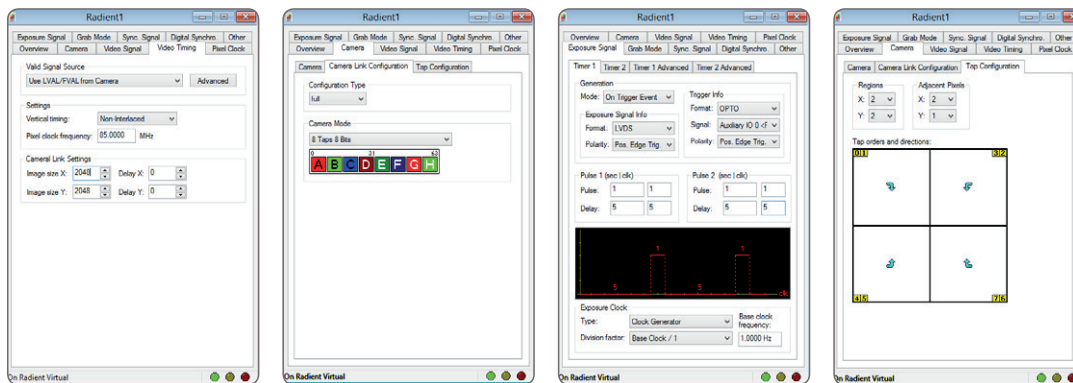 Radient1
Exposure Signal Grab Mode Sync. Signal Digital Synchro. Other
Overview Camera Video Signal Video Timing Pixel Clock
Valid Signal Source
Use LVAL/FVAL from Camera Advanced
Settings
Vertical timing: Non-Interlaced
Pixel clock frequency: 85.0000 MHz
CameraI Link Settings
Image size X: 2048 Delay X: 0
Image size Y: 2048 Delay Y: 0
On Radient Virtual
Radient1
Exposure Signal Grab Mode Sync. Signal Digital Synchro. Other
Overview Camera Video Signal Video Timing Pixel Clock
Camera Camera Link Configuration Tap Configuration
Configuration Type
full
Camera Mode
8 Taps 8 Bits
0 31 63
A B C D E F G H
On Radient Virtual
Radient1
Overview Camera Video Signal Video Timing Pixel Clock
Exposure Signal Grab Mode Sync. Signal Digital Synchro. Other
Timer 1 Timer 2 Timer 1 Advanced Timer 2 Advanced
Generation
Mode: On Trigger Event
Exposure Signal Info
Format: LVDS
Polarity: Pos. Edge Trig.
Trigger Info
Format: OPTO
Signal: Auxiliary IO 0 <F
Polarity: Pos. Edge Trig.
Pulse 1 (sec | clk)
Pulse: 1 1
Delay: 5 5
Pulse 2 (sec | clk)
Pulse: 1 1
Delay: 5 5
1 1
5 5 clk
Exposure Clock
Type: Clock Generator
Division factor: Base Clock / 1
Base clock
frequency:
1.0000 Hz
On Radient Virtual
Radient1
Exposure Signal Grab Mode Sync. Signal Digital Synchro. Other
Overview Camera Video Signal Video Timing Pixel Clock
Camera Camera Link Configuration Tap Configuration
Regions
X: 2
Y: 2
Adjacent Pixels
X: 2
Y: 1
Tap orders and directions:
0|1 3|2
4|5 7|6
On Radient Virtual